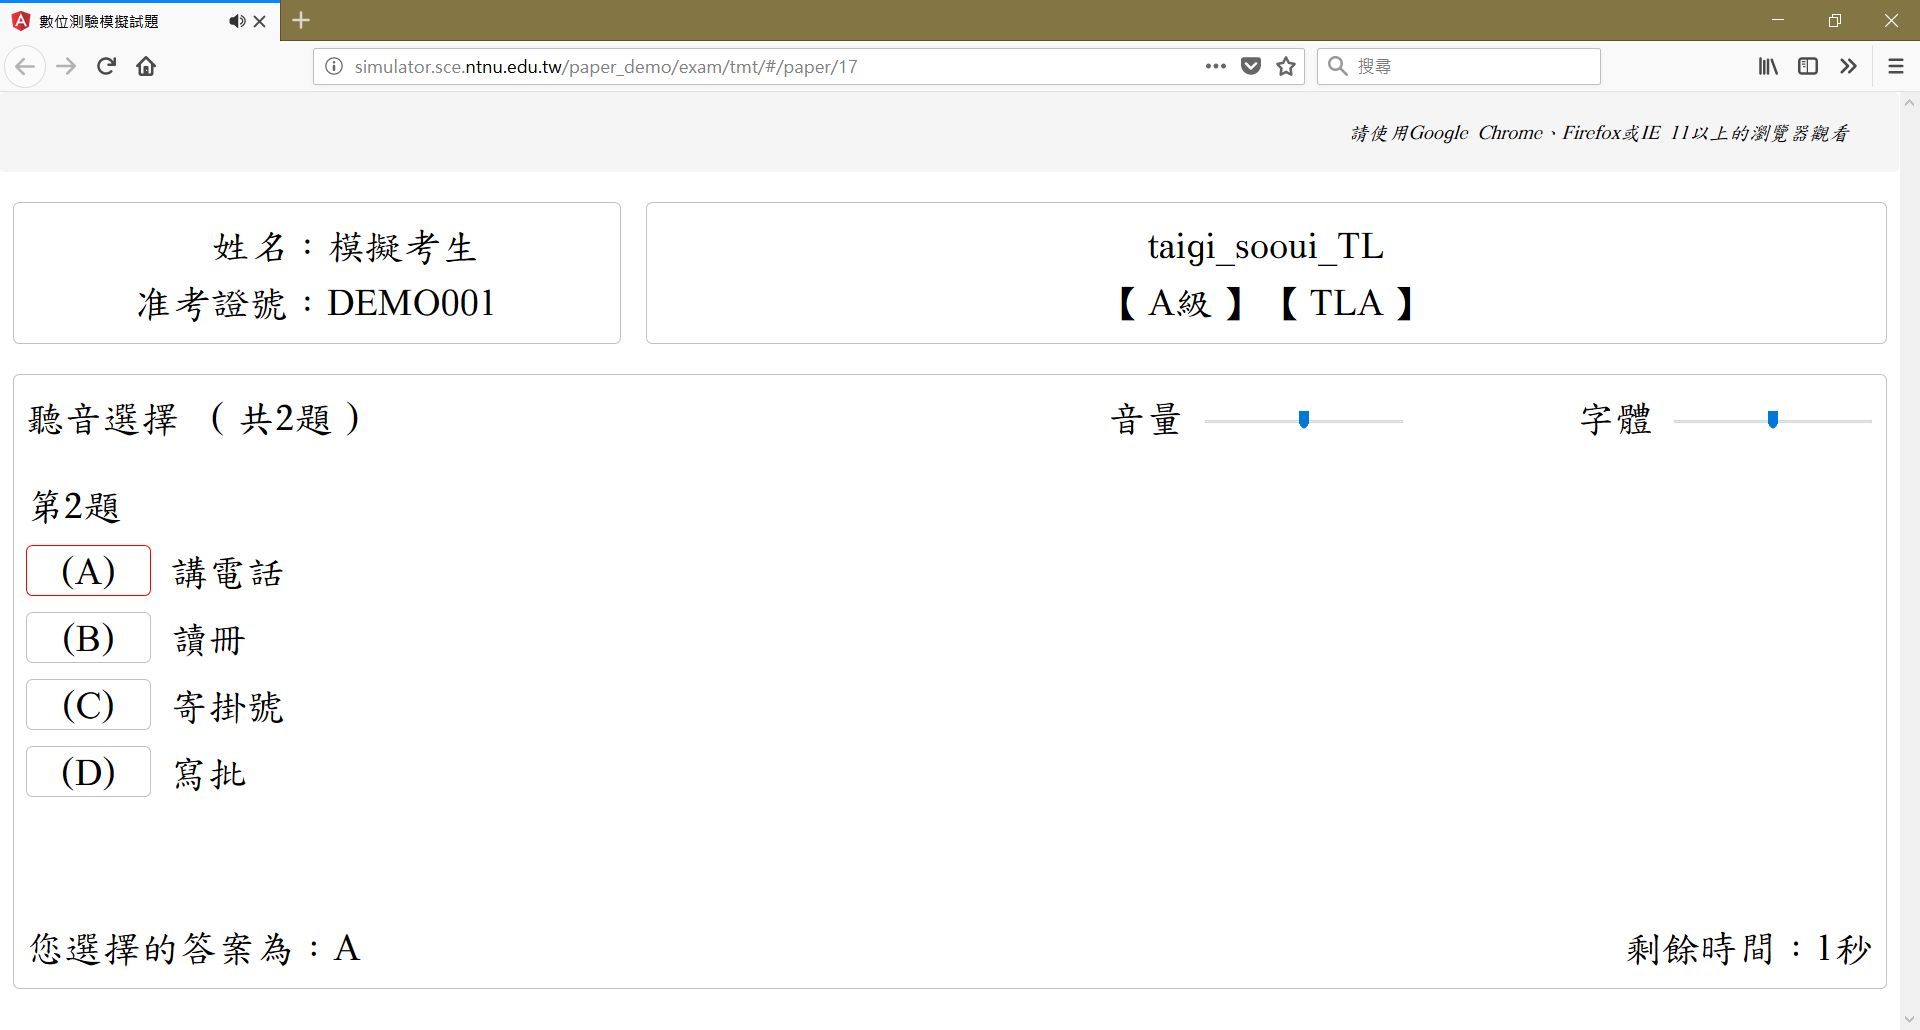 數位測驗模擬試題
simulator.sce.ntnu.edu.tw/paper_demo/exam/tmt/#/paper/17
搜尋
請使用Google Chrome、Firefox或IE 11以上的瀏覽器觀看
姓名：模擬考生
准考證號：DEMO001
taigi_sooui_TL
【 A級 】 【 TLA 】
聽音選擇 （ 共2題 ）
音量
字體
第2題
(A) 講電話
(B) 讀冊
(C) 寄掛號
(D) 寫批
您選擇的答案為：A
剩餘時間：1秒